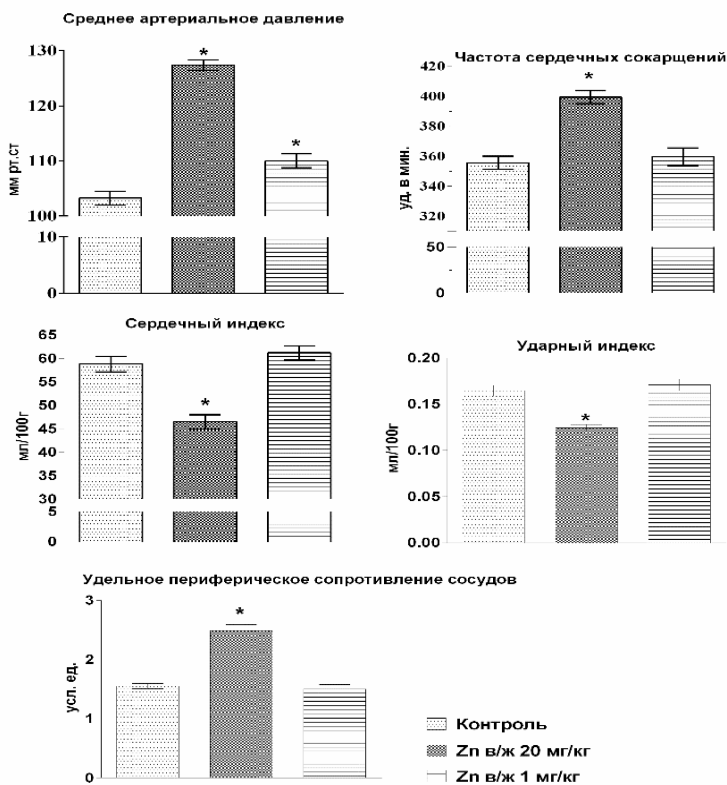 Среднее артериальное давление
мм рт.ст
130
120
110
100
10
0
*
*
Частота сердечных сокарщений
уд. в мин.
420
400
360
340
320
50
0
*
Сердечный индекс
мл/100г
65
60
55
50
45
40
35
30
5
0
*
Ударный индекс
мл/100г
0.20
0.15
0.10
0.05
0.00
*
Удельное периферическое сопротивление сосудов
усл. ед.
3
2
1
0
*
Контроль
Zn в/ж 20 мг/кг
Zn в/ж 1 мг/кг